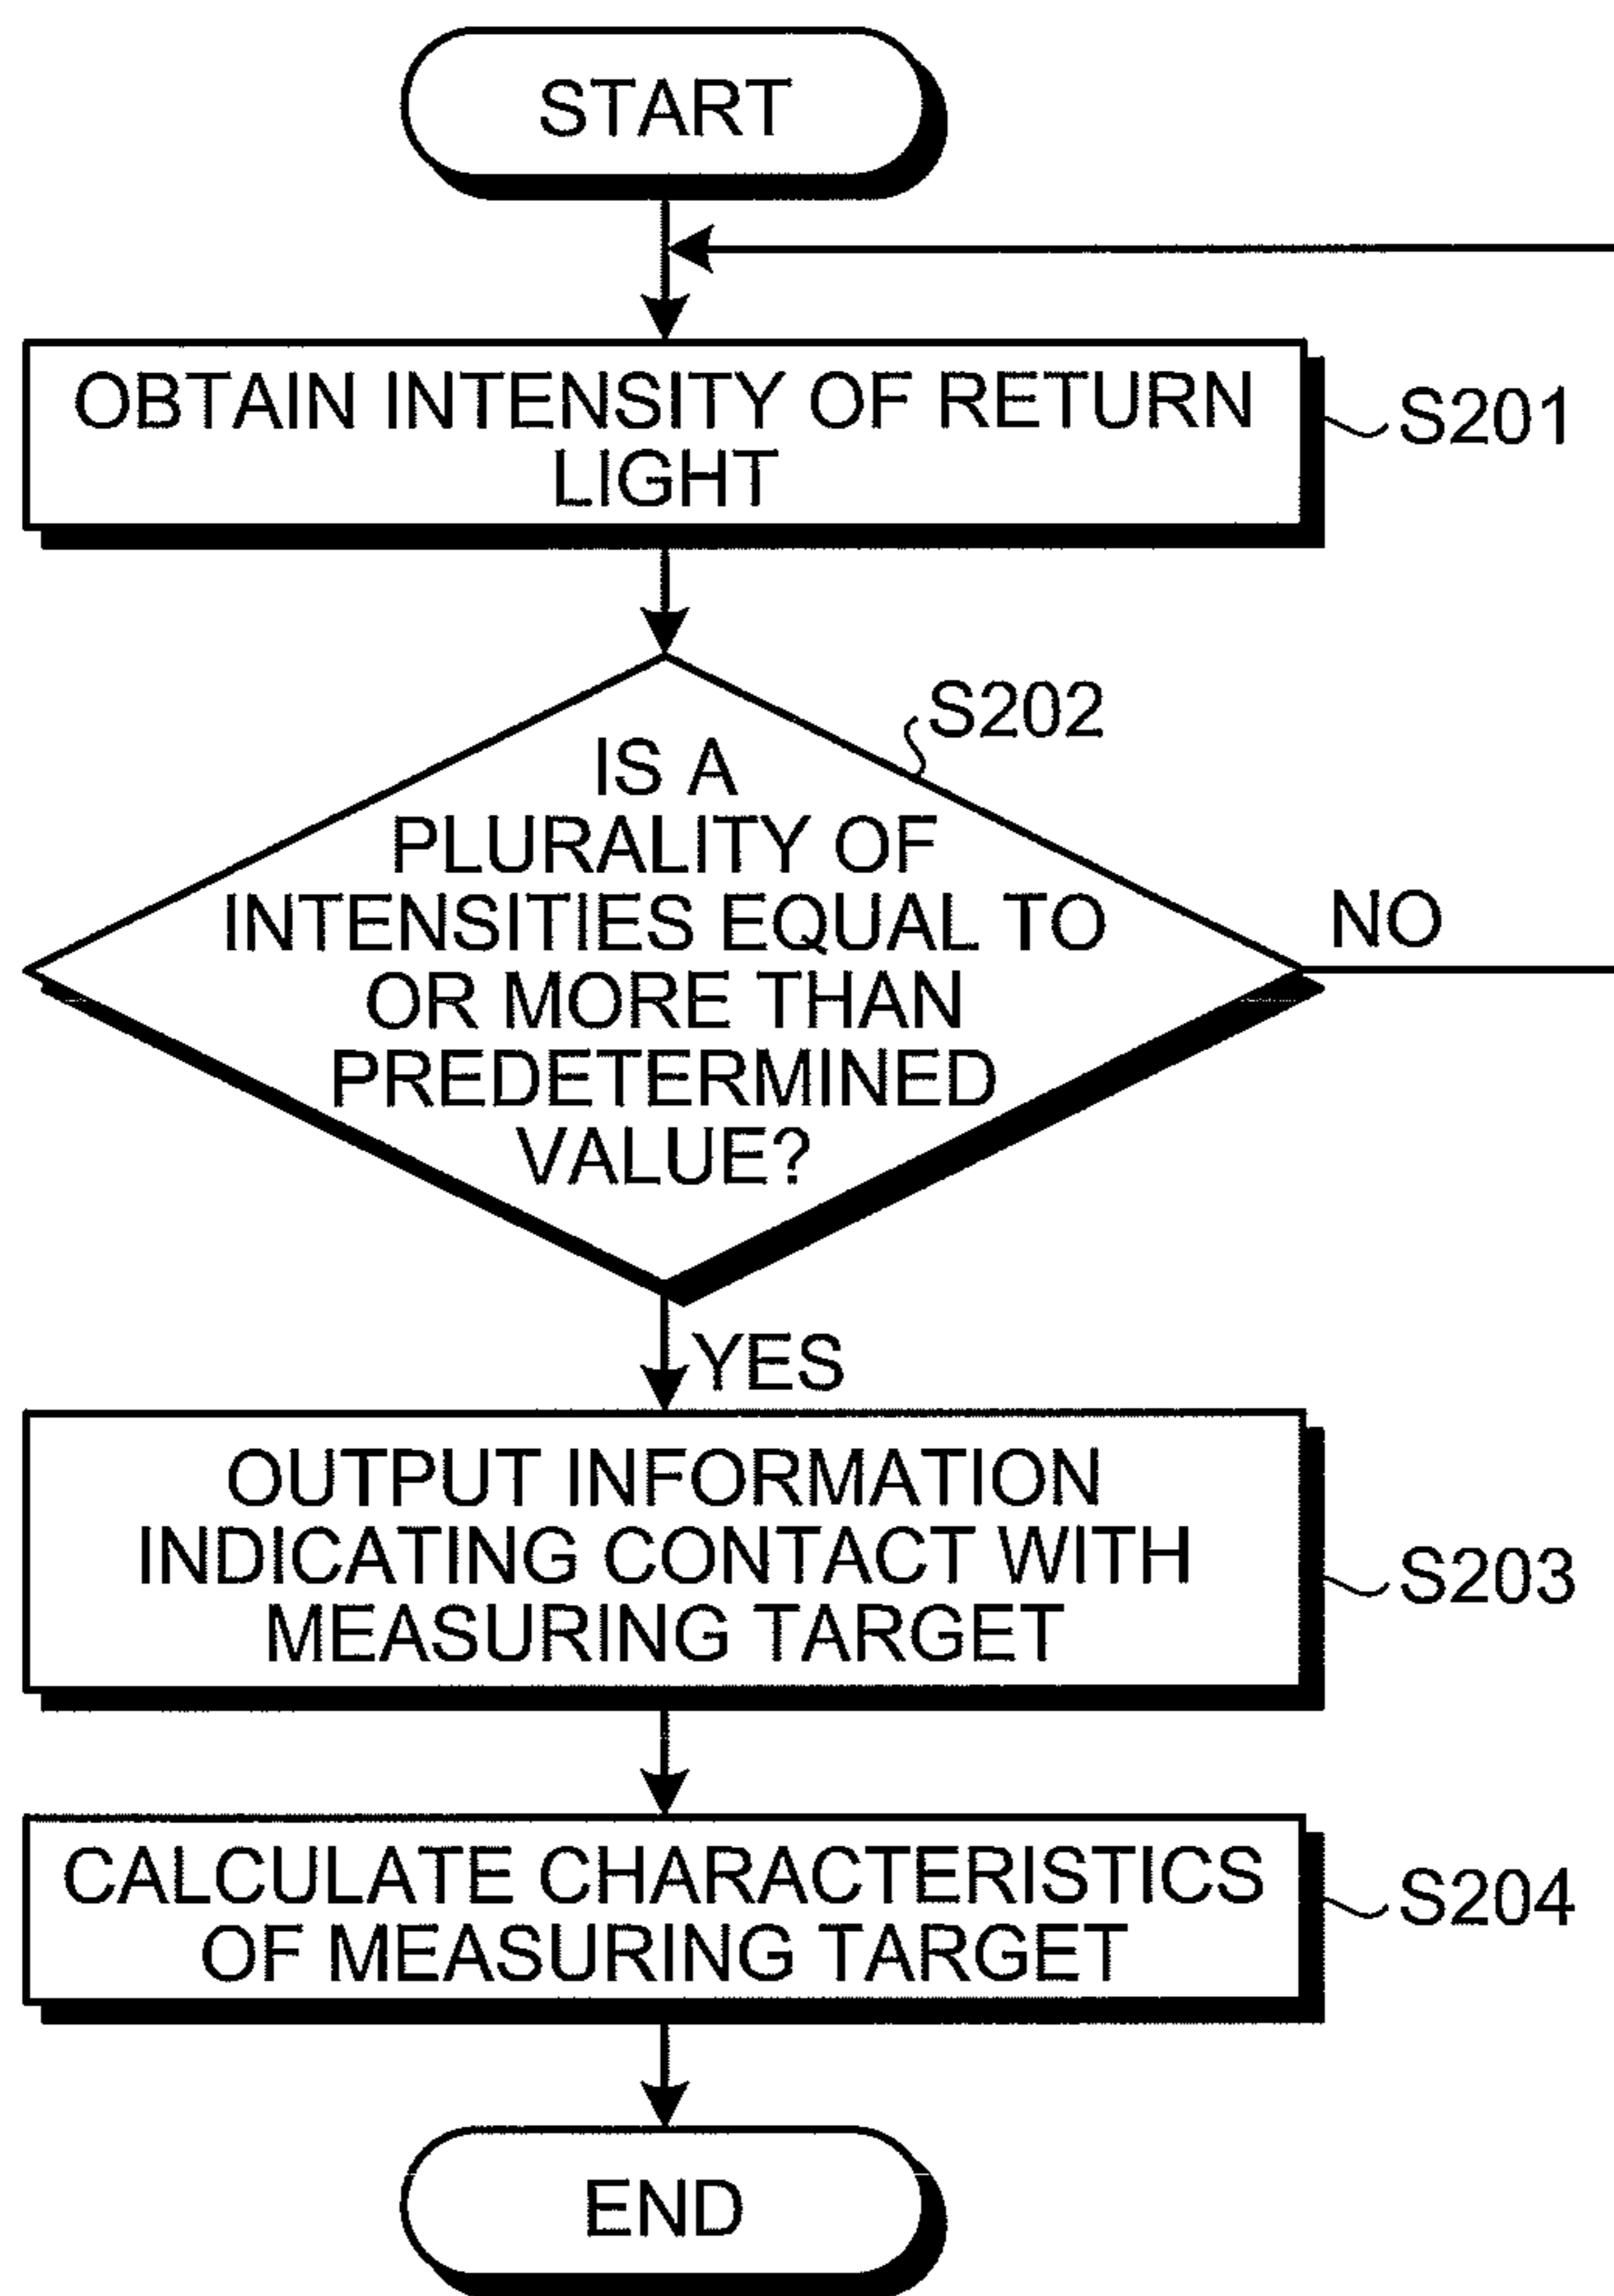 START
OBTAIN INTENSITY OF RETURN
LIGHT
S201
S202
IS A
PLURALITY OF
INTENSITIES EQUAL TO
OR MORE THAN
PREDETERMINED
VALUE?
NO
YES
OUTPUT INFORMATION
INDICATING CONTACT WITH
MEASURING TARGET
S203
CALCULATE CHARACTERISTICS
OF MEASURING TARGET
S204
END